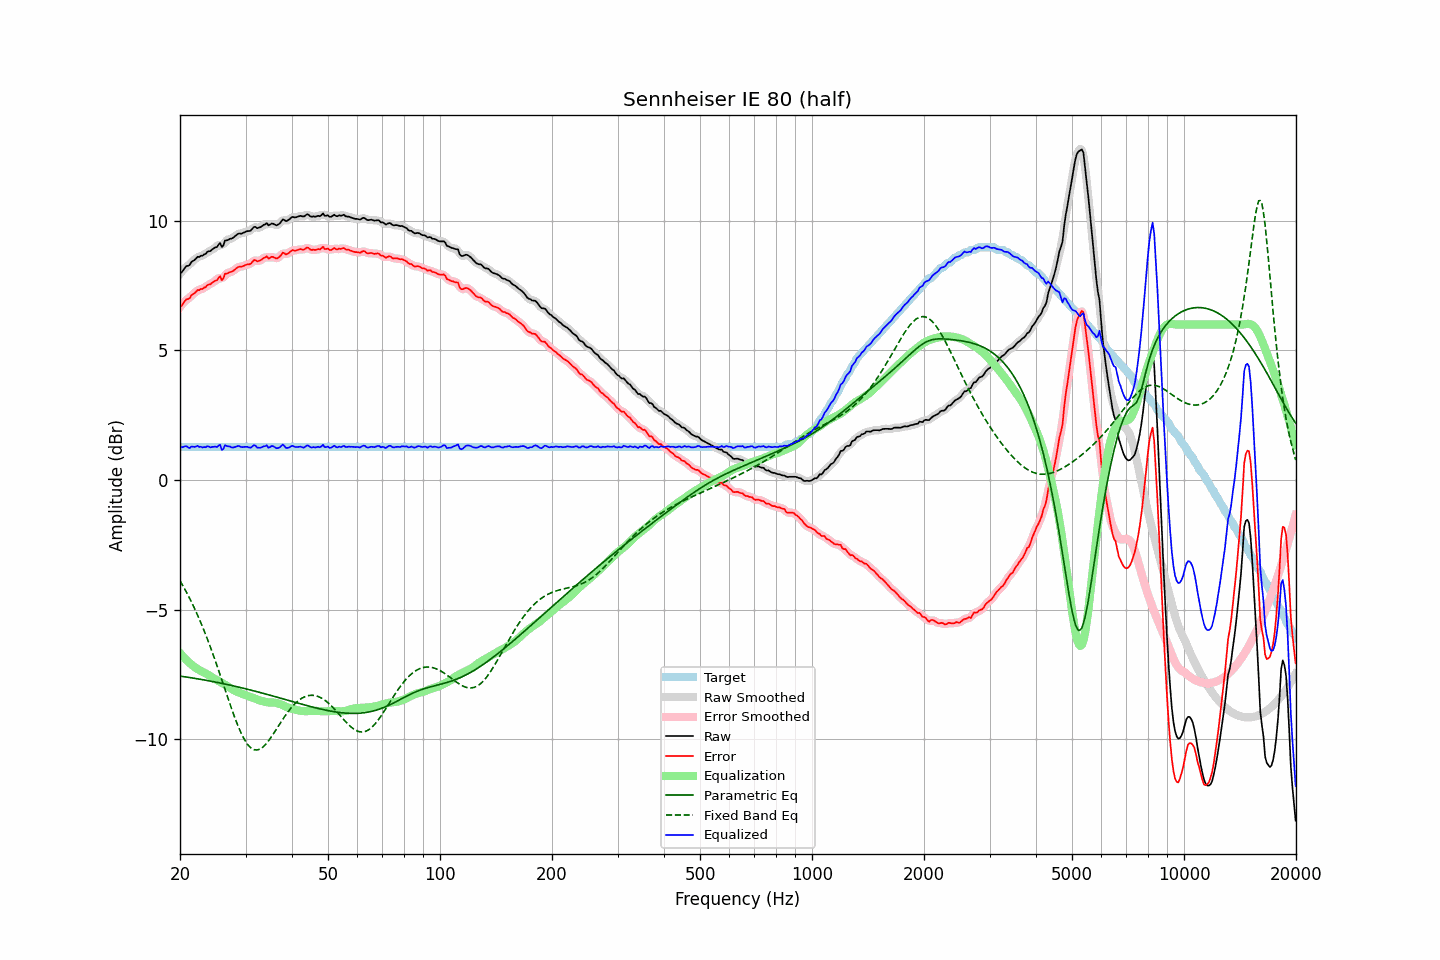 Sennheiser IE 80 (half)
10
5
0
−5
−10
Amplitude (dBr)
Target
Raw Smoothed
Error Smoothed
Raw
Error
Equalization
Parametric Eq
Fixed Band Eq
Equalized
20 50 100 200 500 1000 2000 5000 10000 20000
Frequency (Hz)